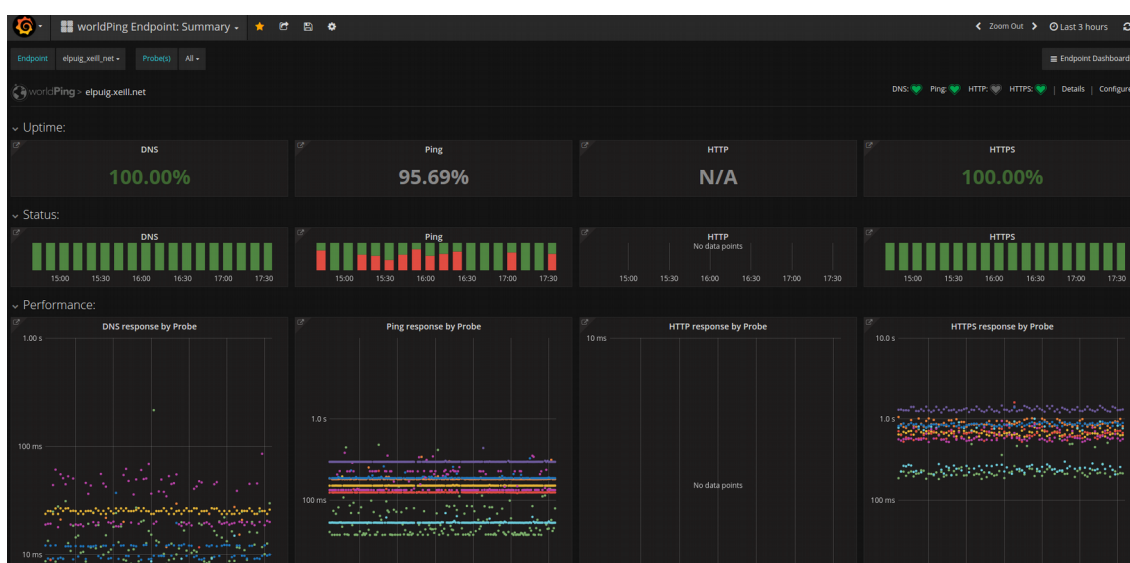 worldPing Endpoint: Summary
Zoom Out
Last 3 hours
Endpoint
elpuig_xeill_net
Probe(s)
All
Endpoint Dashboard
worldPing > elpuig.xeill.net
DNS:
Ping:
HTTP:
HTTPS:
| Details | Configure
Uptime:
DNS
Ping
HTTP
HTTPS
100.00%
95.69%
N/A
100.00%
Status:
DNS
Ping
HTTP
HTTPS
No data points
15:00 15:30 16:00 16:30 17:00 17:30
15:00 15:30 16:00 16:30 17:00 17:30
15:00 15:30 16:00 16:30 17:00 17:30
15:00 15:30 16:00 16:30 17:00 17:30
Performance:
DNS response by Probe
1.00 s
100 ms
10 ms
Ping response by Probe
1.0 s
100 ms
HTTP response by Probe
10 ms
No data points
HTTPS response by Probe
10.0 s
1.0 s
100 ms